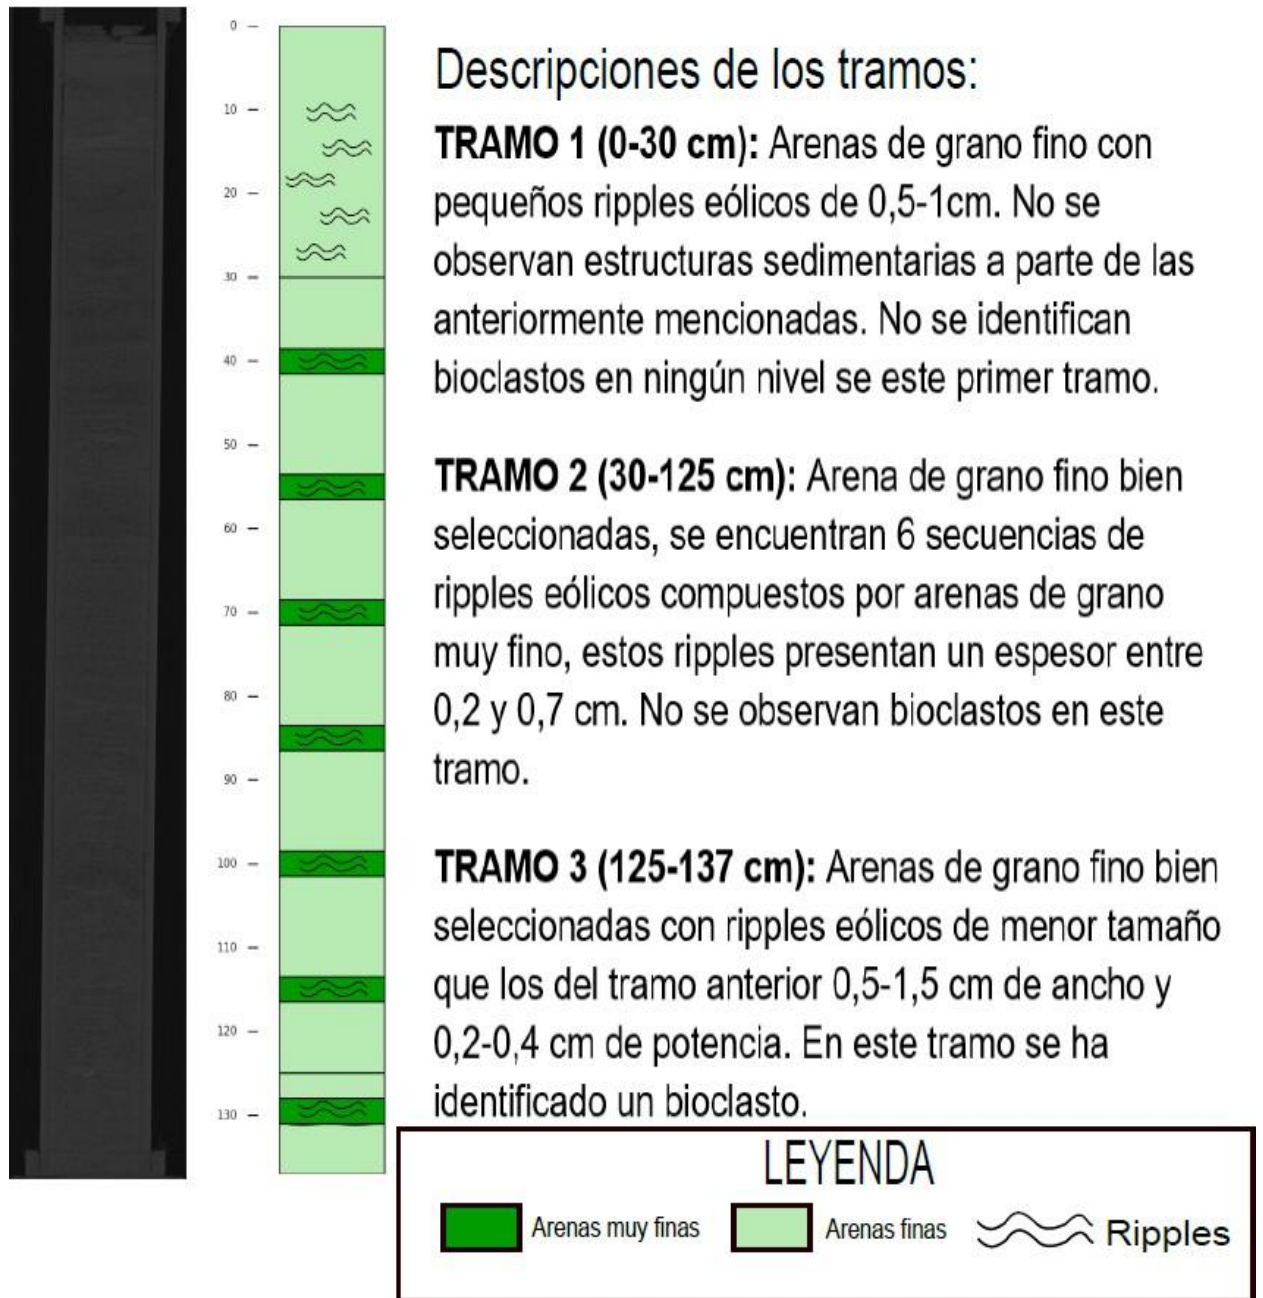 0
10
20
30
40
50
60
70
80
90
100
110
120
130
Descripciones de los tramos:
TRAMO 1 (0-30 cm): Arenas de grano fino con
pequeños ripples eólicos de 0,5-1cm. No se
observan estructuras sedimentarias a parte de las
anteriormente mencionadas. No se identifican
bioclastos en ningún nivel se este primer tramo.
TRAMO 2 (30-125 cm): Arena de grano fino bien
seleccionadas, se encuentran 6 secuencias de
ripples eólicos compuestos por arenas de grano
muy fino, estos ripples presentan un espesor entre
0,2 y 0,7 cm. No se observan bioclastos en este
tramo.
TRAMO 3 (125-137 cm): Arenas de grano fino bien
seleccionadas con ripples eólicos de menor tamaño
que los del tramo anterior 0,5-1,5 cm de ancho y
0,2-0,4 cm de potencia. En este tramo se ha
identificado un bioclasto.
LEYENDA
Arenas muy finas
Arenas finas
Ripples